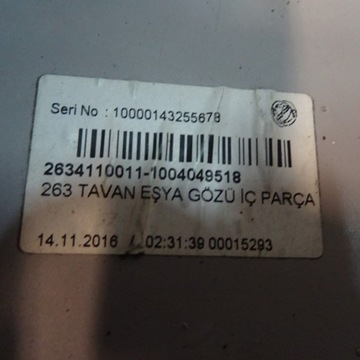 Seri No : 10000143255678
2634110011-1004049518
263 TAVAN EŞYA GÖZÜ İÇ PARÇA
14.11.2016 / 02:31:39 00015293